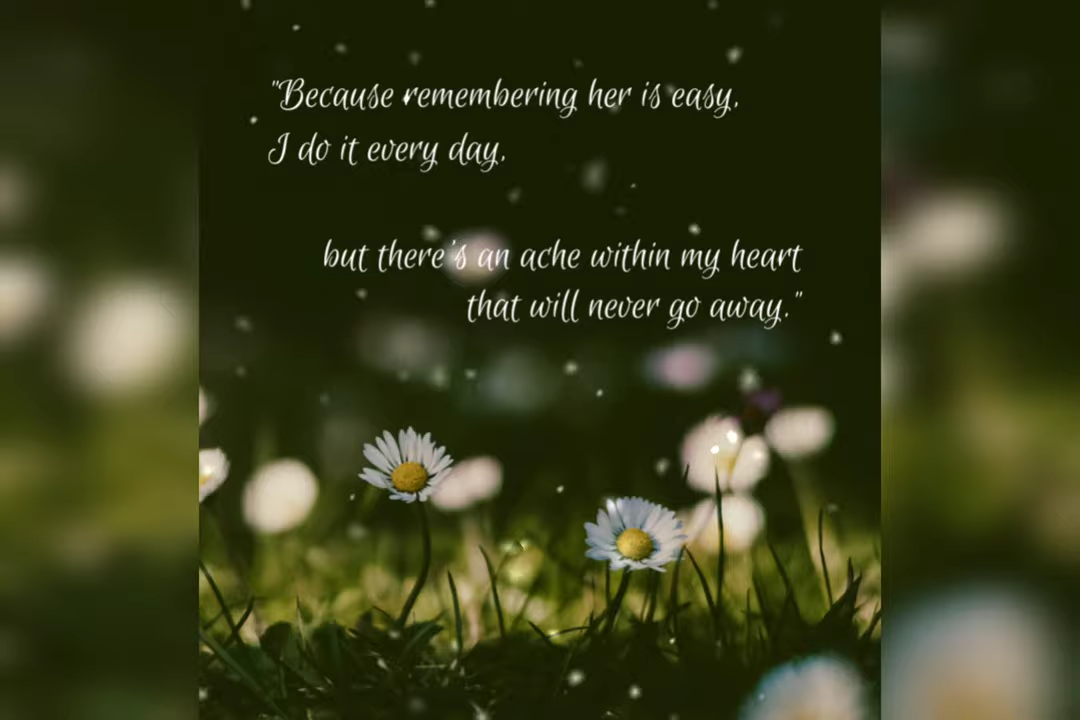 "Because remembering her is easy,
I do it every day,
but there's an ache within my heart
that will never go away."